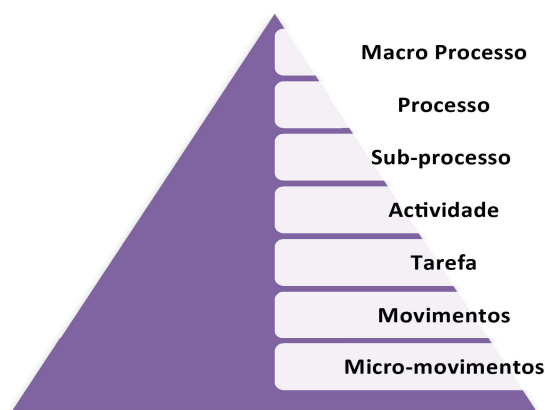 Macro Processo
Processo
Sub-processo
Actividade
Tarefa
Movimentos
Micro-movimentos